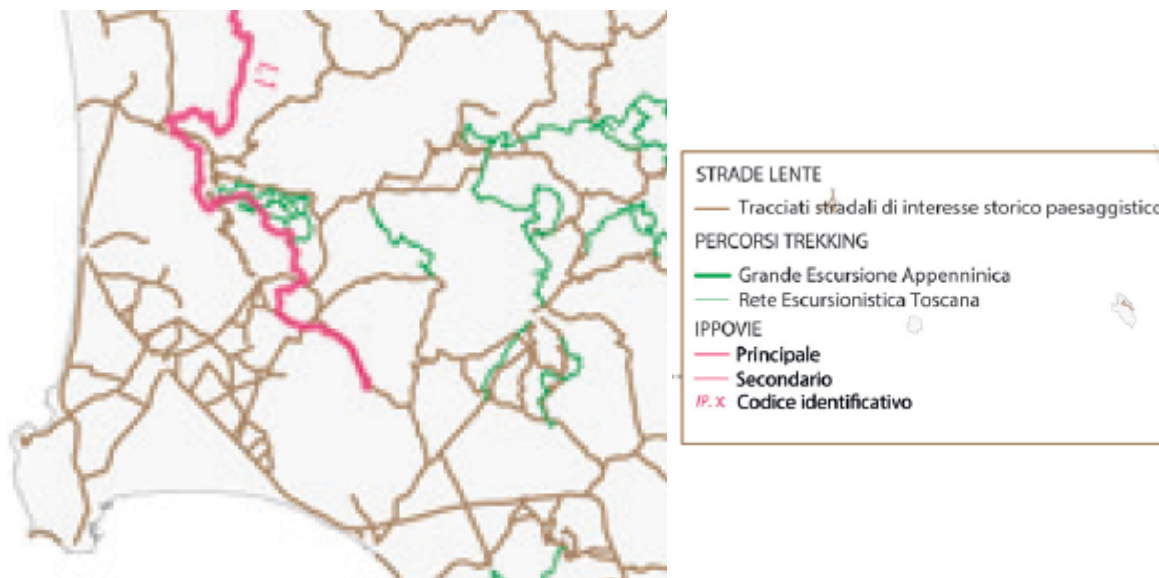 STRADE LENTE
Tracciati stradali di interesse storico paesaggistico
PERCORSI TREKKING
Grande Escursione Appenninica
Rete Escursionistica Toscana
IPPOVIE
Principale
Secondario
IP. X Codice identificativo